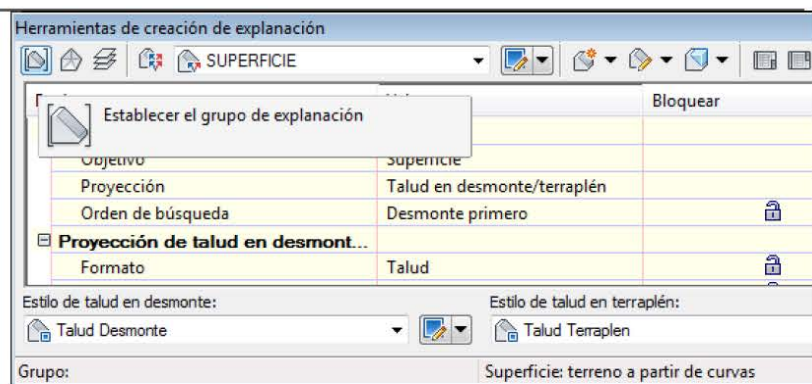 Herramientas de creación de explanación
SUPERFICIE
Bloquear
Establecer el grupo de explanación
Objetivo Superficie
Proyección Talud en desmonte/terraplén
Orden de búsqueda Desmonte primero
Proyección de talud en desmont...
Formato Talud
Estilo de talud en desmonte: Estilo de talud en terraplén:
Talud Desmonte Talud Terraplen
Grupo: Superficie: terreno a partir de curvas